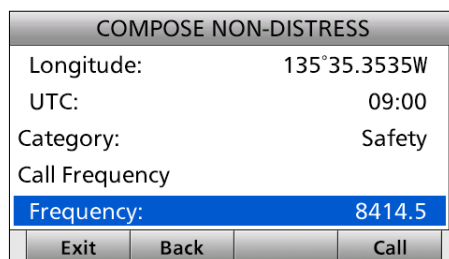 COMPOSE NON-DISTRESS
Longitude: 135°35.3535W
UTC: 09:00
Category: Safety
Call Frequency
Frequency: 8414.5
Exit Back Call